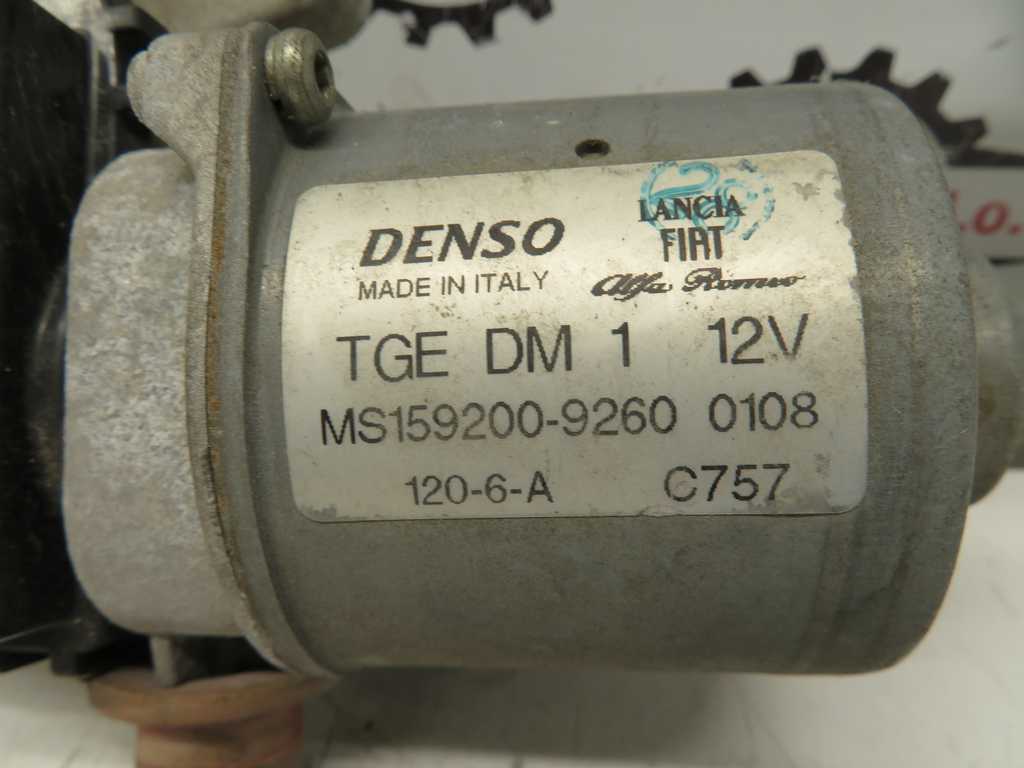 DENSO
MADE IN ITALY
LANCIA
FIAT
Alfa Romeo
TGE DM 1 12V
MS159200-9260 0108
120-6-A C757
.o.